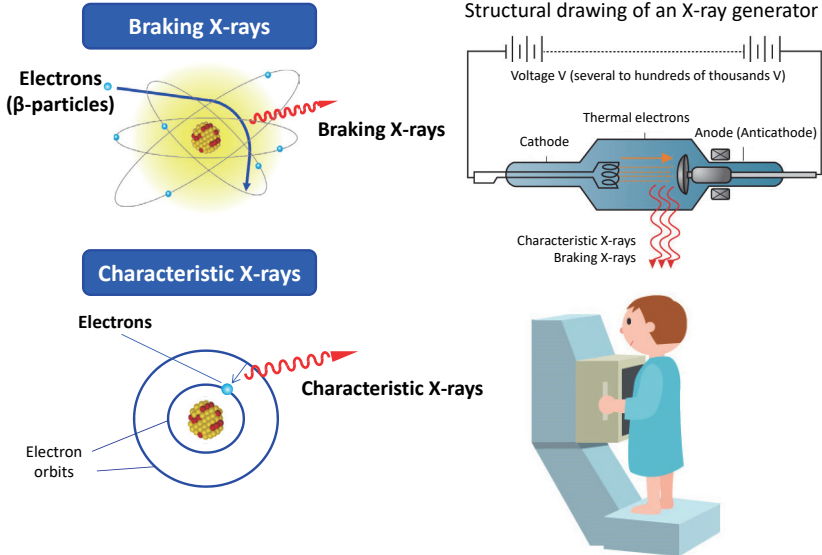 Braking X-rays
Electrons
(β-particles)
Braking X-rays
Characteristic X-rays
Electrons
Characteristic X-rays
Electron
orbits
Structural drawing of an X-ray generator
Voltage V (several to hundreds of thousands V)
Thermal electrons
Cathode
Anode (Anticathode)
Characteristic X-rays
Braking X-rays